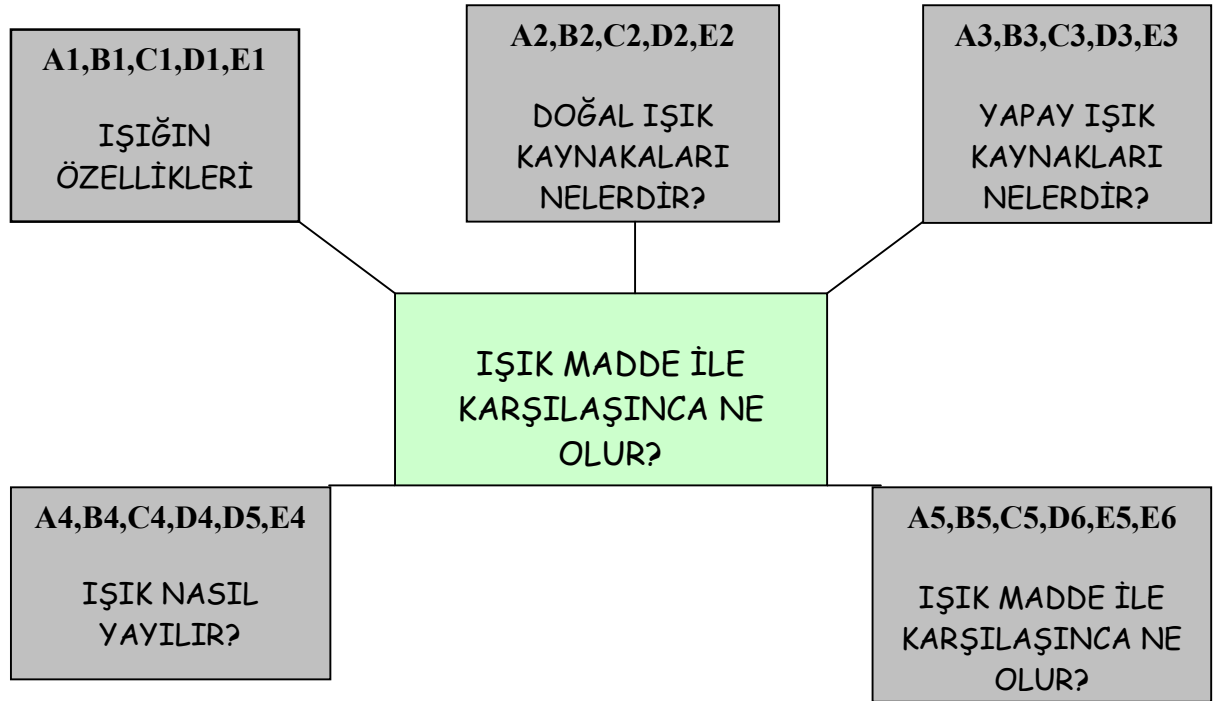 A1,B1,C1,D1,E1
IŞIĞIN
ÖZELLİKLERİ
A2,B2,C2,D2,E2
DOĞAL IŞIK
KAYNAKALARI
NELERDİR?
A3,B3,C3,D3,E3
YAPAY IŞIK
KAYNAKLARI
NELERDİR?
IŞIK MADDE İLE
KARŞILAŞINCA NE
OLUR?
A4,B4,C4,D4,D5,E4
IŞIK NASIL
YAYILIR?
A5,B5,C5,D6,E5,E6
IŞIK MADDE İLE
KARŞILAŞINCA NE
OLUR?